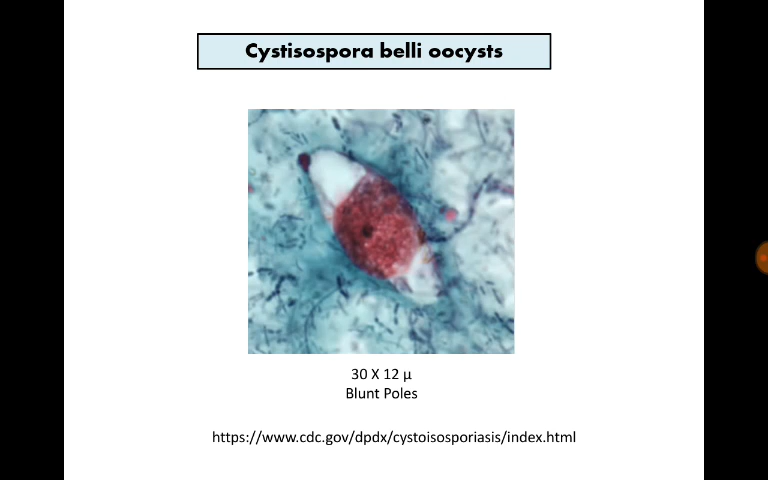 Cystisospora belli oocysts
30 X 12 µ
Blunt Poles
https://www.cdc.gov/dpdx/cystoisosporiasis/index.html